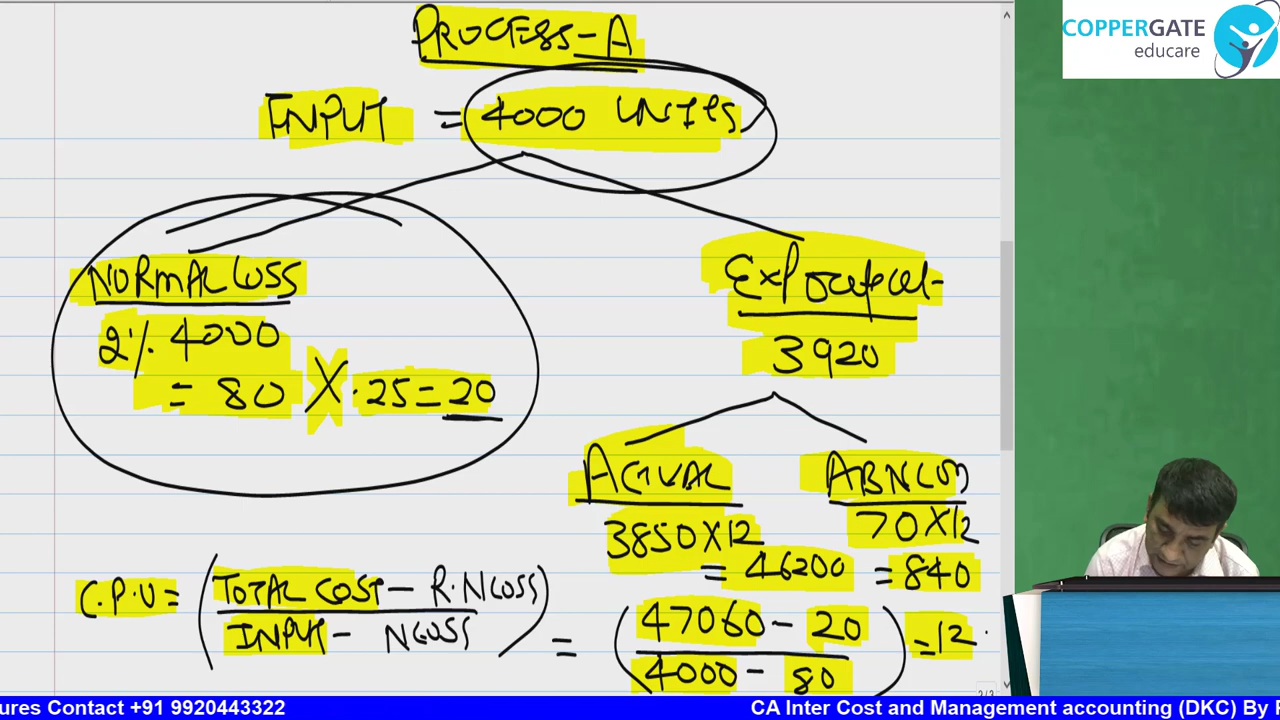 PROCESS-A
COPPERGATE
educare
INPUT = 4000 UNITS
NORMAL LOSS
2% 4000
= 80 X .25 = 20
3920
ACTUAL
3850 X 12
= 46200
ABN LOSS
70 X 12
= 840
C.P.U = (TOTAL COST - R.N LOSS)
INPUT - N LOSS
= (47060 - 20) = 12.
4000 - 80
2/3
ures Contact +91 9920443322
CA Inter Cost and Management accounting (DKC) By